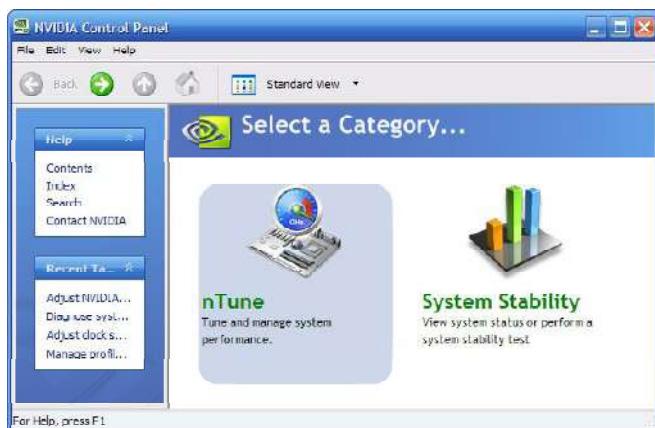 NVIDIA Control Panel
File Edit View Help
Back Standard View
Select a Category...
Help
Contents
Index
Search
Contact NVIDIA
Recent Ta...
Adjust NVIDIA...
Diagnose syst...
Adjust clock s...
Manage profil...
nTune
Tune and manage system
performance.
System Stability
View system status or perform a
system stability test
For Help, press F1